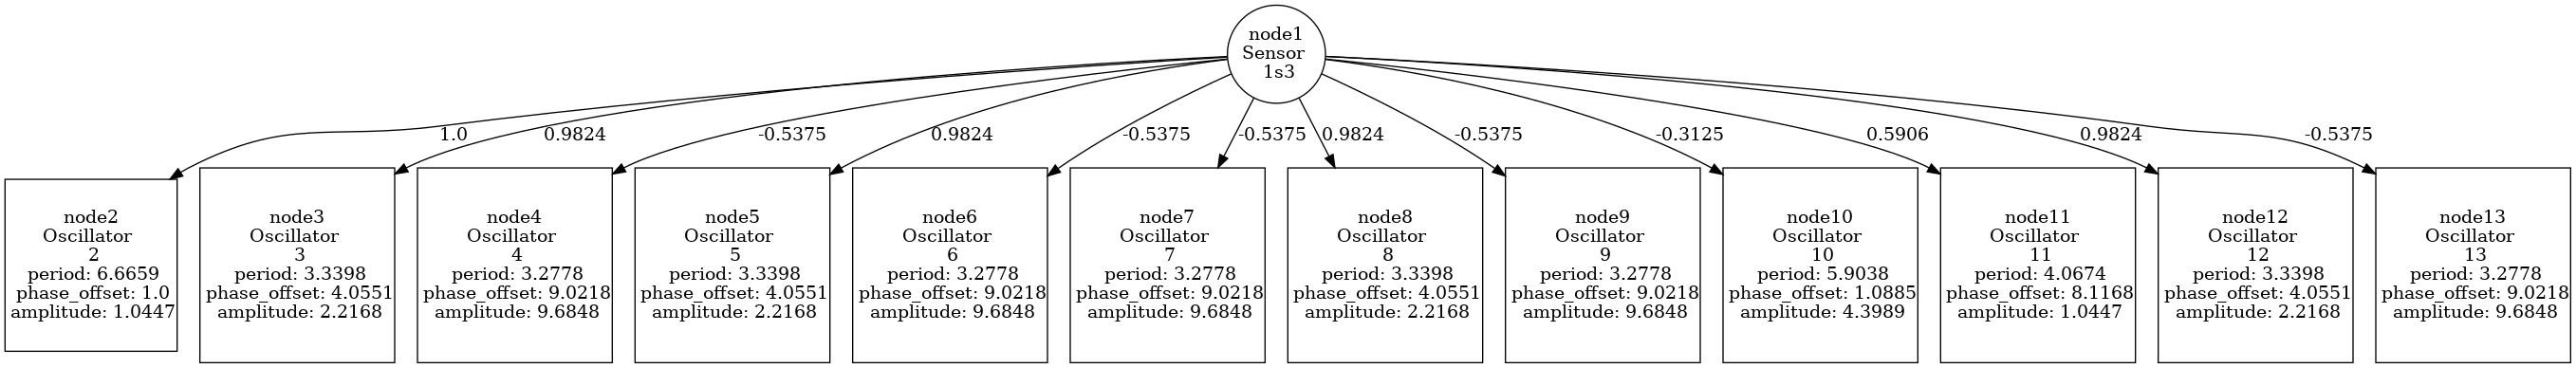 node1
Sensor
1s3
1.0
0.9824
-0.5375
0.9824
-0.5375
-0.5375
0.9824
-0.5375
-0.3125
0.5906
0.9824
-0.5375
node2
Oscillator
2
period: 6.6659
phase_offset: 1.0
amplitude: 1.0447
node3
Oscillator
3
period: 3.3398
phase_offset: 4.0551
amplitude: 2.2168
node4
Oscillator
4
period: 3.2778
phase_offset: 9.0218
amplitude: 9.6848
node5
Oscillator
5
period: 3.3398
phase_offset: 4.0551
amplitude: 2.2168
node6
Oscillator
6
period: 3.2778
phase_offset: 9.0218
amplitude: 9.6848
node7
Oscillator
7
period: 3.2778
phase_offset: 9.0218
amplitude: 9.6848
node8
Oscillator
8
period: 3.3398
phase_offset: 4.0551
amplitude: 2.2168
node9
Oscillator
9
period: 3.2778
phase_offset: 9.0218
amplitude: 9.6848
node10
Oscillator
10
period: 5.9038
phase_offset: 1.0885
amplitude: 4.3989
node11
Oscillator
11
period: 4.0674
phase_offset: 8.1168
amplitude: 1.0447
node12
Oscillator
12
period: 3.3398
phase_offset: 4.0551
amplitude: 2.2168
node13
Oscillator
13
period: 3.2778
phase_offset: 9.0218
amplitude: 9.6848